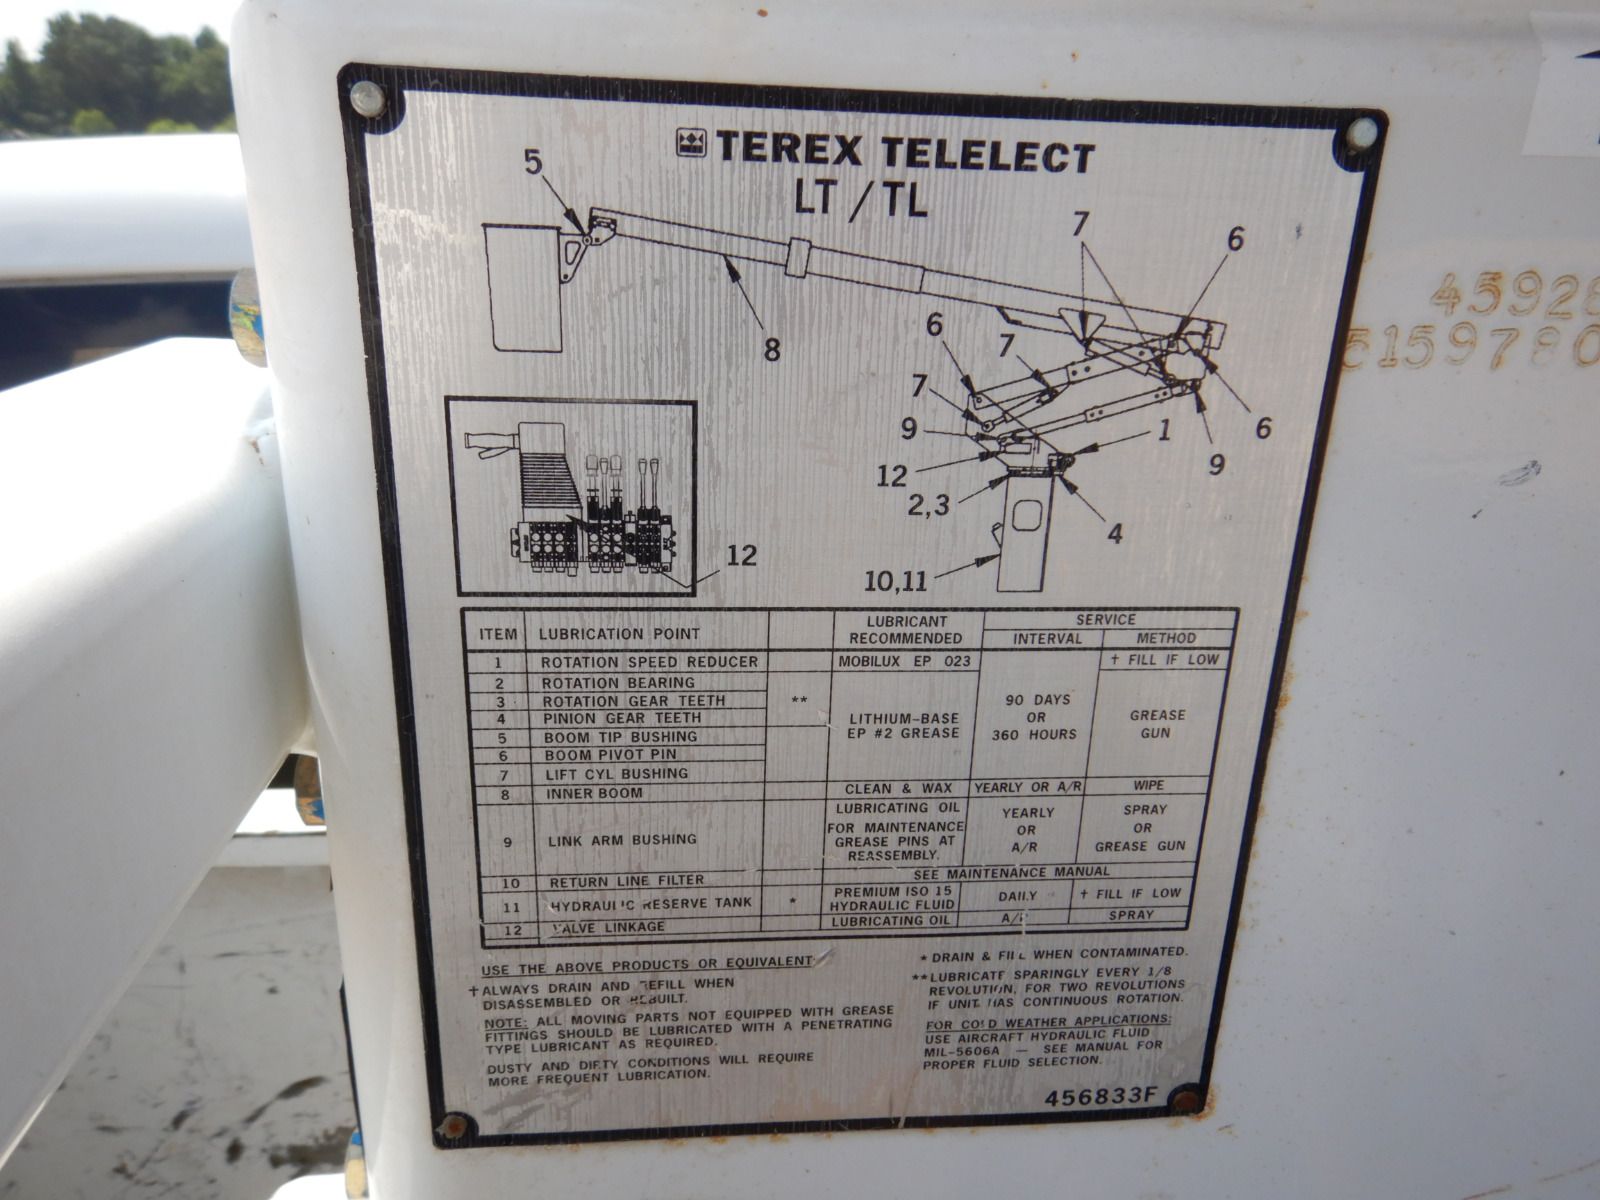 TEREX TELELECT
LT / TL
5
7
6
8
6
7
7
9
1
6
12
9
2,3
4
12
10,11
ITEM LUBRICATION POINT LUBRICANT RECOMMENDED SERVICE
INTERVAL METHOD
1 ROTATION SPEED REDUCER MOBILUX EP 023 † FILL IF LOW
2 ROTATION BEARING
3 ROTATION GEAR TEETH ** 90 DAYS
4 PINION GEAR TEETH LITHIUM-BASE OR GREASE
5 BOOM TIP BUSHING EP #2 GREASE 360 HOURS GUN
6 BOOM PIVOT PIN
7 LIFT CYL BUSHING
8 INNER BOOM CLEAN & WAX YEARLY OR A/R WIPE
LUBRICATING OIL YEARLY SPRAY
FOR MAINTENANCE OR OR
9 LINK ARM BUSHING GREASE PINS AT A/R GREASE GUN
REASSEMBLY.
10 RETURN LINE FILTER SEE MAINTENANCE MANUAL
11 HYDRAULIC RESERVE TANK * PREMIUM ISO 15 DAILY † FILL IF LOW
HYDRAULIC FLUID
12 VALVE LINKAGE LUBRICATING OIL A/R SPRAY
USE THE ABOVE PRODUCTS OR EQUIVALENT
† ALWAYS DRAIN AND REFILL WHEN
DISASSEMBLED OR REBUILT.
NOTE: ALL MOVING PARTS NOT EQUIPPED WITH GREASE
FITTINGS SHOULD BE LUBRICATED WITH A PENETRATING
TYPE LUBRICANT AS REQUIRED.
DUSTY AND DIRTY CONDITIONS WILL REQUIRE
MORE FREQUENT LUBRICATION.
* DRAIN & FILL WHEN CONTAMINATED.
** LUBRICATE SPARINGLY EVERY 1/8
REVOLUTION, FOR TWO REVOLUTIONS
IF UNIT HAS CONTINUOUS ROTATION.
FOR COLD WEATHER APPLICATIONS:
USE AIRCRAFT HYDRAULIC FLUID
MIL-5606A — SEE MANUAL FOR
PROPER FLUID SELECTION.
456833F
45928
5159780